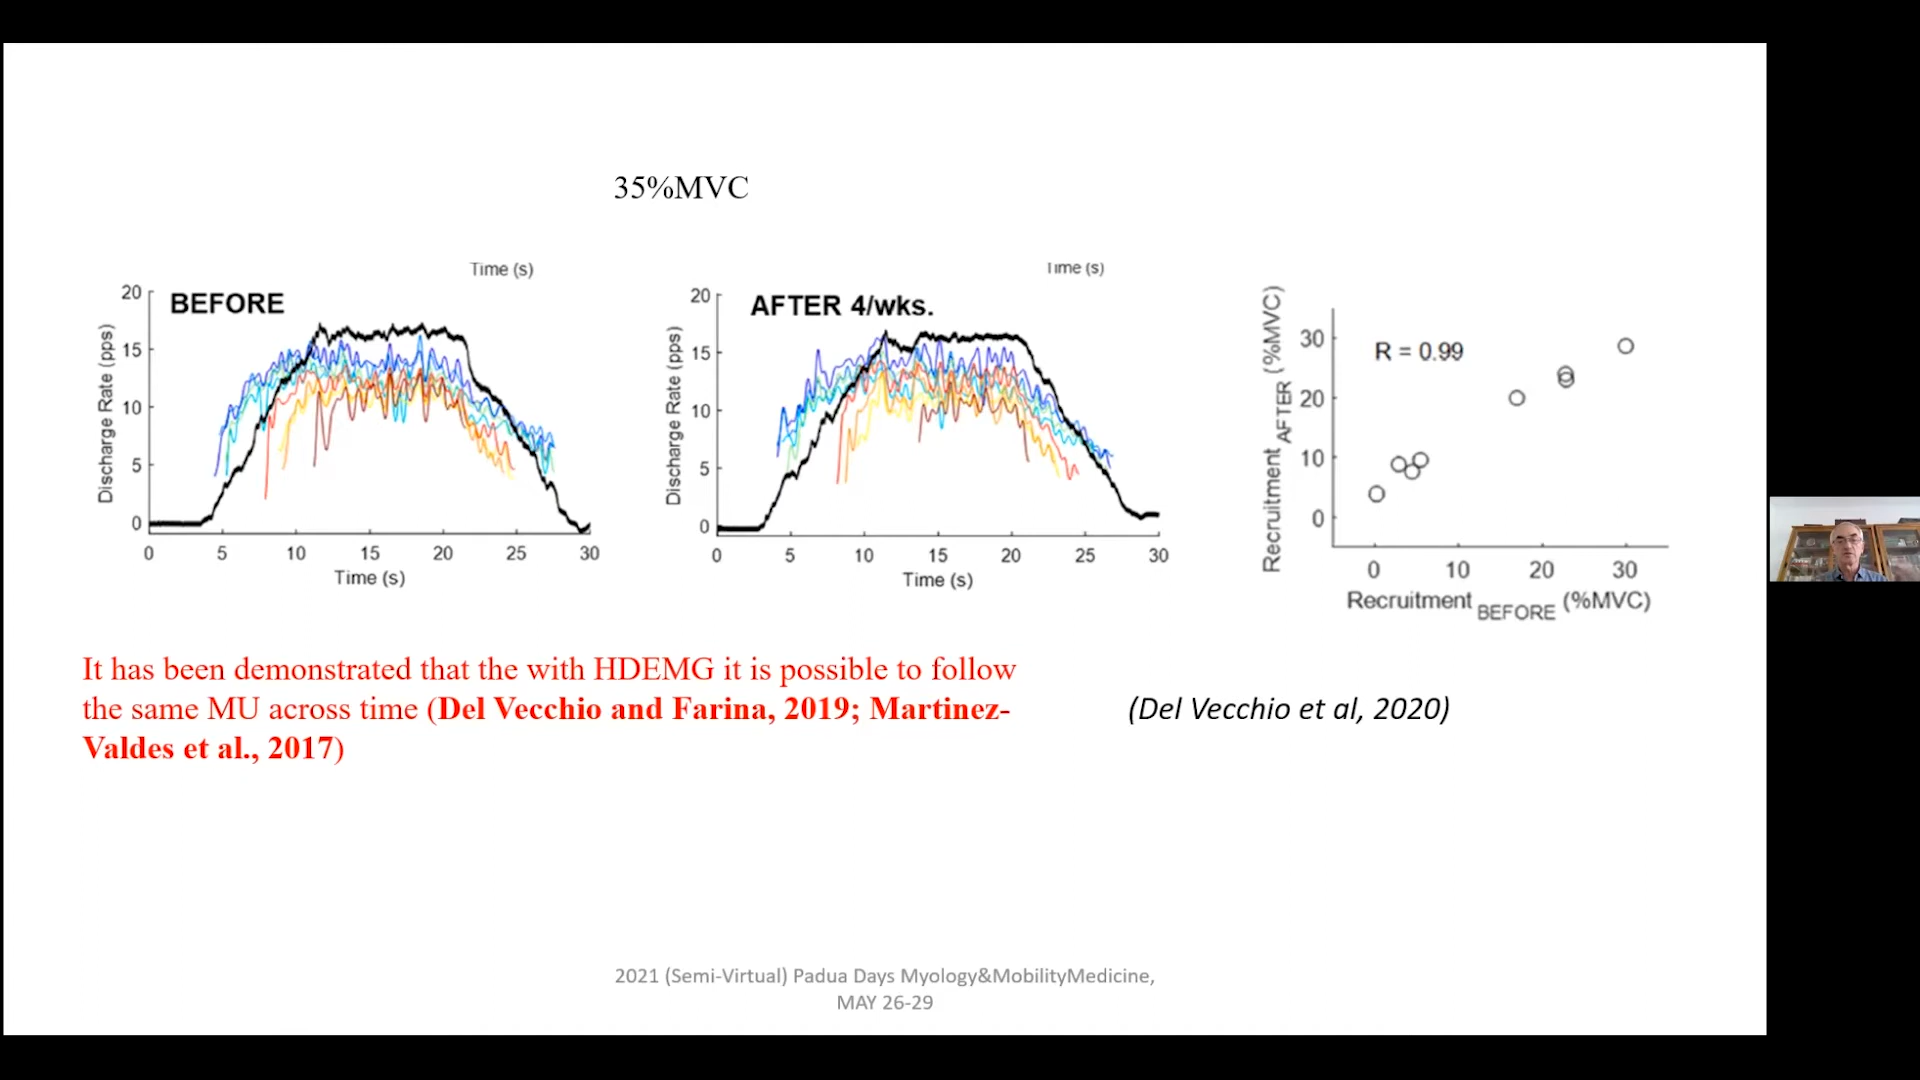 35%MVC
Time (s)
Time (s)
BEFORE
20
15
10
5
0
Discharge Rate (pps)
0 5 10 15 20 25 30
Time (s)
AFTER 4/wks.
20
15
10
5
0
Discharge Rate (pps)
0 5 10 15 20 25 30
Time (s)
R = 0.99
30
20
10
0
Recruitment AFTER (%MVC)
0 10 20 30
Recruitment BEFORE (%MVC)
It has been demonstrated that the with HDEMG it is possible to follow
the same MU across time (Del Vecchio and Farina, 2019; Martinez-
Valdes et al., 2017)
(Del Vecchio et al, 2020)
2021 (Semi-Virtual) Padua Days Myology&MobilityMedicine,
MAY 26-29